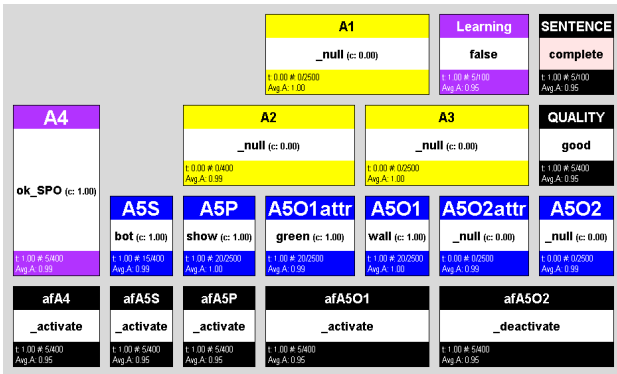 A1
_null (c: 0.00)
t: 0.00 #: 0/2500
Avg.A: 1.00
Learning
false
t: 1.00 #: 5/100
Avg.A: 0.95
SENTENCE
complete
t: 1.00 #: 5/100
Avg.A: 0.95
A4
ok_SPO (c: 1.00)
t: 1.00 #: 5/400
Avg.A: 0.99
A2
_null (c: 0.00)
t: 0.00 #: 0/400
Avg.A: 0.99
A3
_null (c: 0.00)
t: 0.00 #: 0/2500
Avg.A: 1.00
QUALITY
good
t: 1.00 #: 5/400
Avg.A: 0.95
A5S
bot (c: 1.00)
t: 1.00 #: 15/400
Avg.A: 0.99
A5P
show (c: 1.00)
t: 1.00 #: 20/2500
Avg.A: 1.00
A5O1attr
green (c: 1.00)
t: 1.00 #: 20/2500
Avg.A: 0.99
A5O1
wall (c: 1.00)
t: 1.00 #: 20/2500
Avg.A: 1.00
A5O2attr
_null (c: 0.00)
t: 0.00 #: 0/2500
Avg.A: 0.99
A5O2
_null (c: 0.00)
t: 0.00 #: 0/2500
Avg.A: 0.99
afA4
_activate
t: 1.00 #: 5/400
Avg.A: 0.95
afA5S
_activate
t: 1.00 #: 5/400
Avg.A: 0.95
afA5P
_activate
t: 1.00 #: 5/400
Avg.A: 0.95
afA5O1
_activate
t: 1.00 #: 5/400
Avg.A: 0.95
afA5O2
_deactivate
t: 1.00 #: 5/400
Avg.A: 0.95